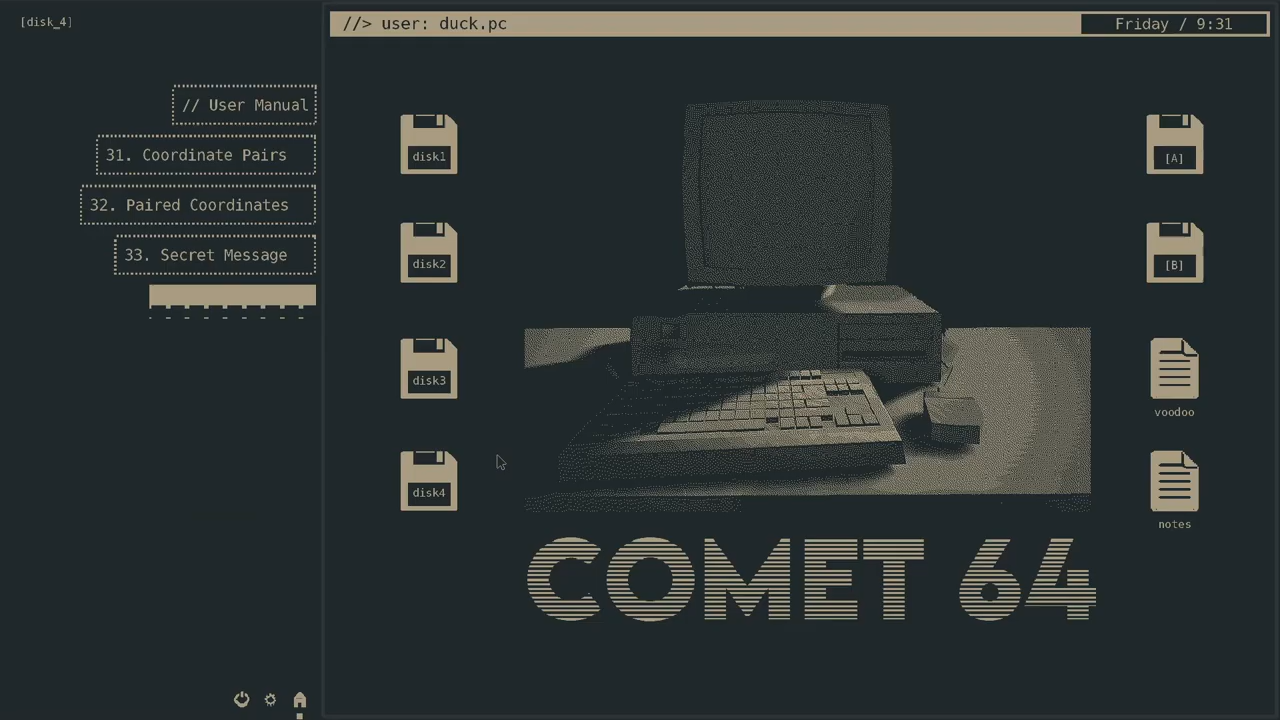 [disk_4]
//> user: duck.pc
Friday / 9:31
// User Manual
31. Coordinate Pairs
32. Paired Coordinates
33. Secret Message
disk1
disk2
disk3
disk4
[A]
[B]
voodoo
notes
COMET 64